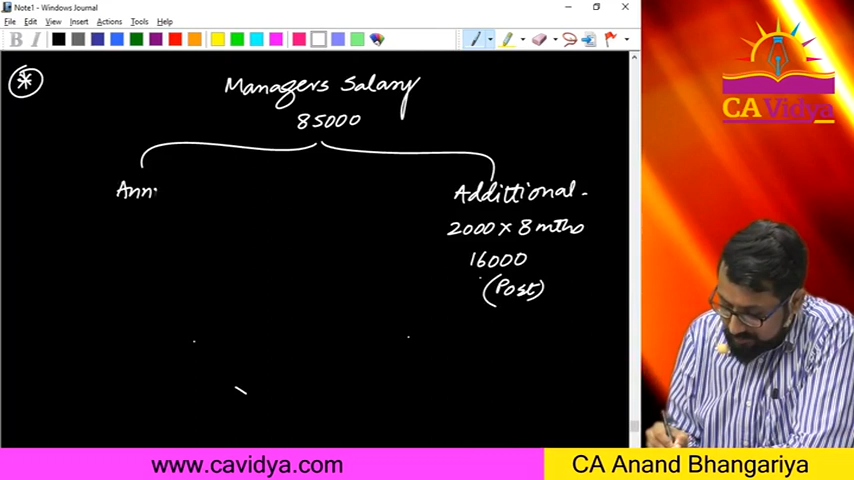 Note1 - Windows Journal
File Edit View Insert Actions Tools Help
B I
Managers Salary
85000
Ann
Addittional -
2000 x 8 mths
16000
(Post)
CA Vidya
www.cavidya.com
CA Anand Bhangariya